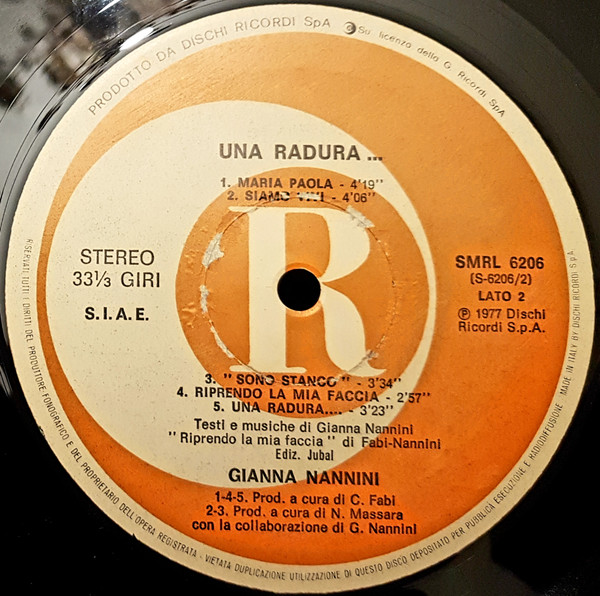 PRODOTTO DA DISCHI RICORDI SpA
Su licenza della G. Ricordi SpA
UNA RADURA ...
1. MARIA PAOLA - 4'19"
2. SIAMO VIVI - 4'06"
STEREO
33⅓ GIRI
S.I.A.E.
R
SMRL 6206
(S-6206/2)
LATO 2
℗ 1977 Dischi
Ricordi S.p.A.
3. "SONO STANCO" - 3'34"
4. RIPRENDO LA MIA FACCIA - 2'57"
5. UNA RADURA.... - 3'23"
Testi e musiche di Gianna Nannini
"Riprendo la mia faccia" di Fabi-Nannini
Ediz. Jubal
GIANNA NANNINI
1-4-5. Prod. a cura di C. Fabi
2-3. Prod. a cura di N. Massara
con la collaborazione di G. Nannini
RISERVATI TUTTI I DIRITTI DEL PRODUTTORE FONOGRAFICO E DEL PROPRIETARIO DELL'OPERA REGISTRATA - VIETATA DUPLICAZIONE UTILIZZAZIONE DI QUESTO DISCO DEPOSITATO PER PUBBLICA ESECUZIONE E RADIODIFFUSIONE - MADE IN ITALY BY DISCHI RICORDI S.p.A.